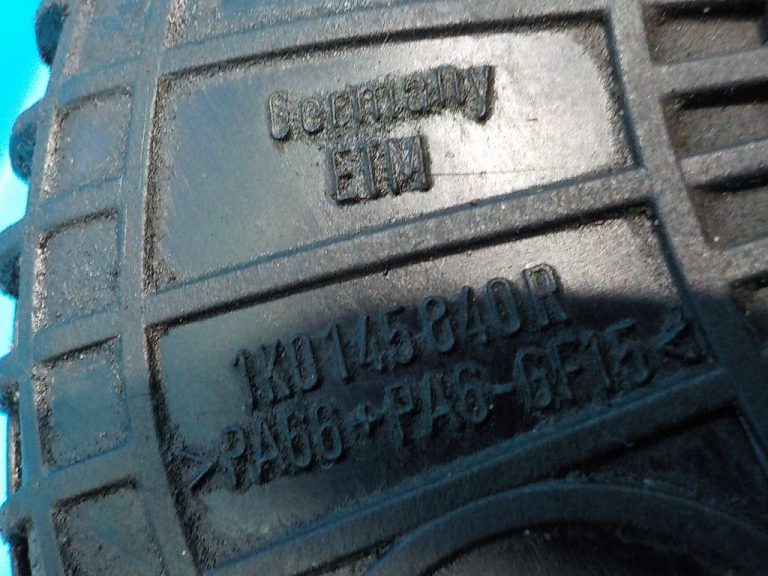 Germany
ETM
1K0145840R
>PA66+PA6-GF15<